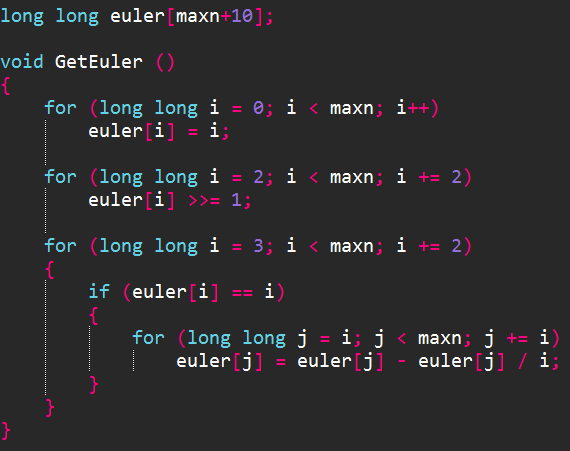 long long euler[maxn+10];

void GetEuler ()
{
    for (long long i = 0; i < maxn; i++)
        euler[i] = i;

    for (long long i = 2; i < maxn; i += 2)
        euler[i] >>= 1;

    for (long long i = 3; i < maxn; i += 2)
    {
        if (euler[i] == i)
        {
            for (long long j = i; j < maxn; j += i)
                euler[j] = euler[j] - euler[j] / i;
        }
    }
}